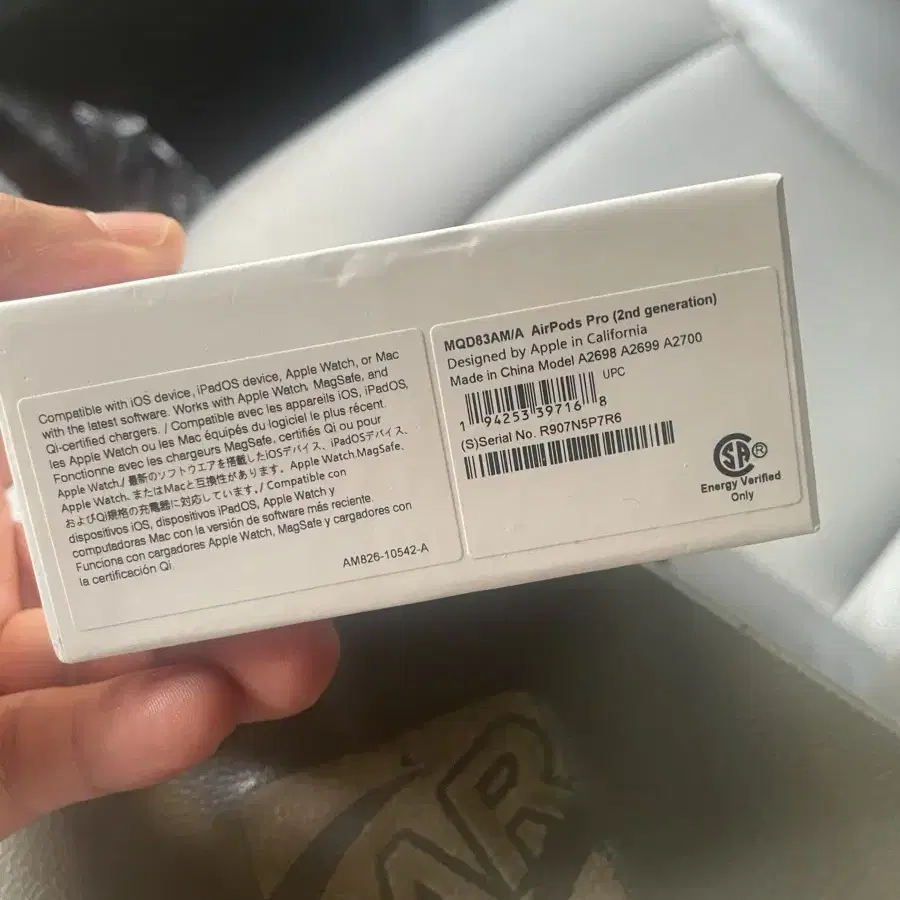 Compatible with iOS device, iPadOS device, Apple Watch, or Mac
with the latest software. Works with Apple Watch, MagSafe, and
Qi-certified chargers. / Compatible avec les appareils iOS, iPadOS,
les Apple Watch ou les Mac équipés du logiciel le plus récent.
Fonctionne avec les chargeurs MagSafe, certifiés Qi ou pour
Apple Watch./ 最新のソフトウエアを搭載したiOSデバイス、iPadOSデバイス、
Apple Watch、またはMacと互換性があります。Apple Watch,MagSafe、
およびQi規格の充電器に対応しています。/ Compatible con
dispositivos iOS, dispositivos iPadOS, Apple Watch y
computadoras Mac con la versión de software más reciente.
Funciona con cargadores Apple Watch, MagSafe y cargadores con
la certificación Qi.
AM826-10542-A
MQD83AM/A AirPods Pro (2nd generation)
Designed by Apple in California
Made in China Model A2698 A2699 A2700
UPC
1 94253 39716 8
(S)Serial No. R907N5P7R6
SA®
Energy Verified
Only
AR